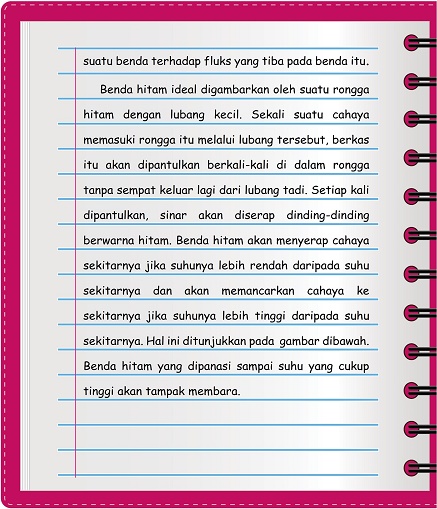 suatu benda terhadap fluks yang tiba pada benda itu.
Benda hitam ideal digambarkan oleh suatu rongga
hitam dengan lubang kecil. Sekali suatu cahaya
memasuki rongga itu melalui lubang tersebut, berkas
itu akan dipantulkan berkali-kali di dalam rongga
tanpa sempat keluar lagi dari lubang tadi. Setiap kali
dipantulkan, sinar akan diserap dinding-dinding
berwarna hitam. Benda hitam akan menyerap cahaya
sekitarnya jika suhunya lebih rendah daripada suhu
sekitarnya dan akan memancarkan cahaya ke
sekitarnya jika suhunya lebih tinggi daripada suhu
sekitarnya. Hal ini ditunjukkan pada gambar dibawah.
Benda hitam yang dipanasi sampai suhu yang cukup
tinggi akan tampak membara.